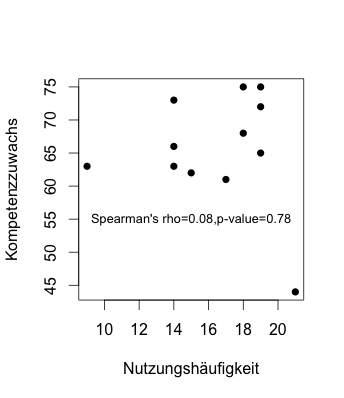 Kompetenzzuwachs
75
70
65
60
55
50
45
Spearman's rho=0.08,p-value=0.78
10 12 14 16 18 20
Nutzungshäufigkeit